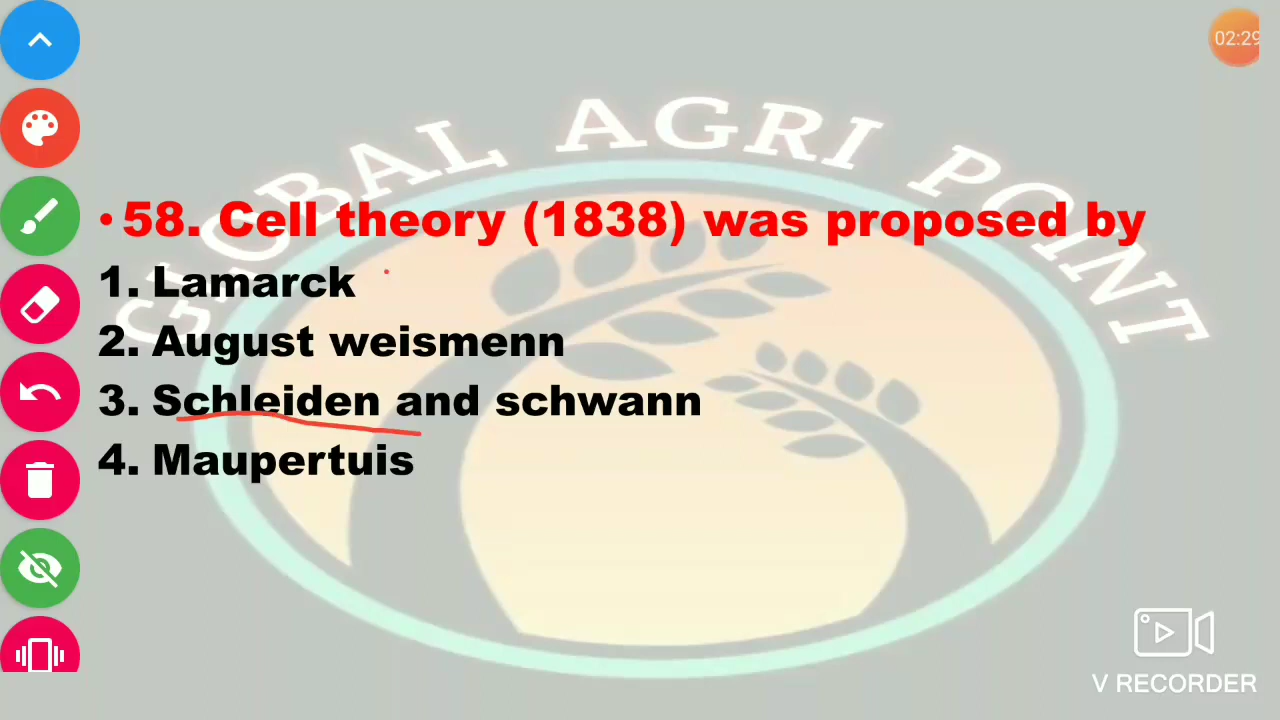 02:29
GLOBAL AGRI POINT
•58. Cell theory (1838) was proposed by
1. Lamarck
2. August weismenn
3. Schleiden and schwann
4. Maupertuis
V RECORDER